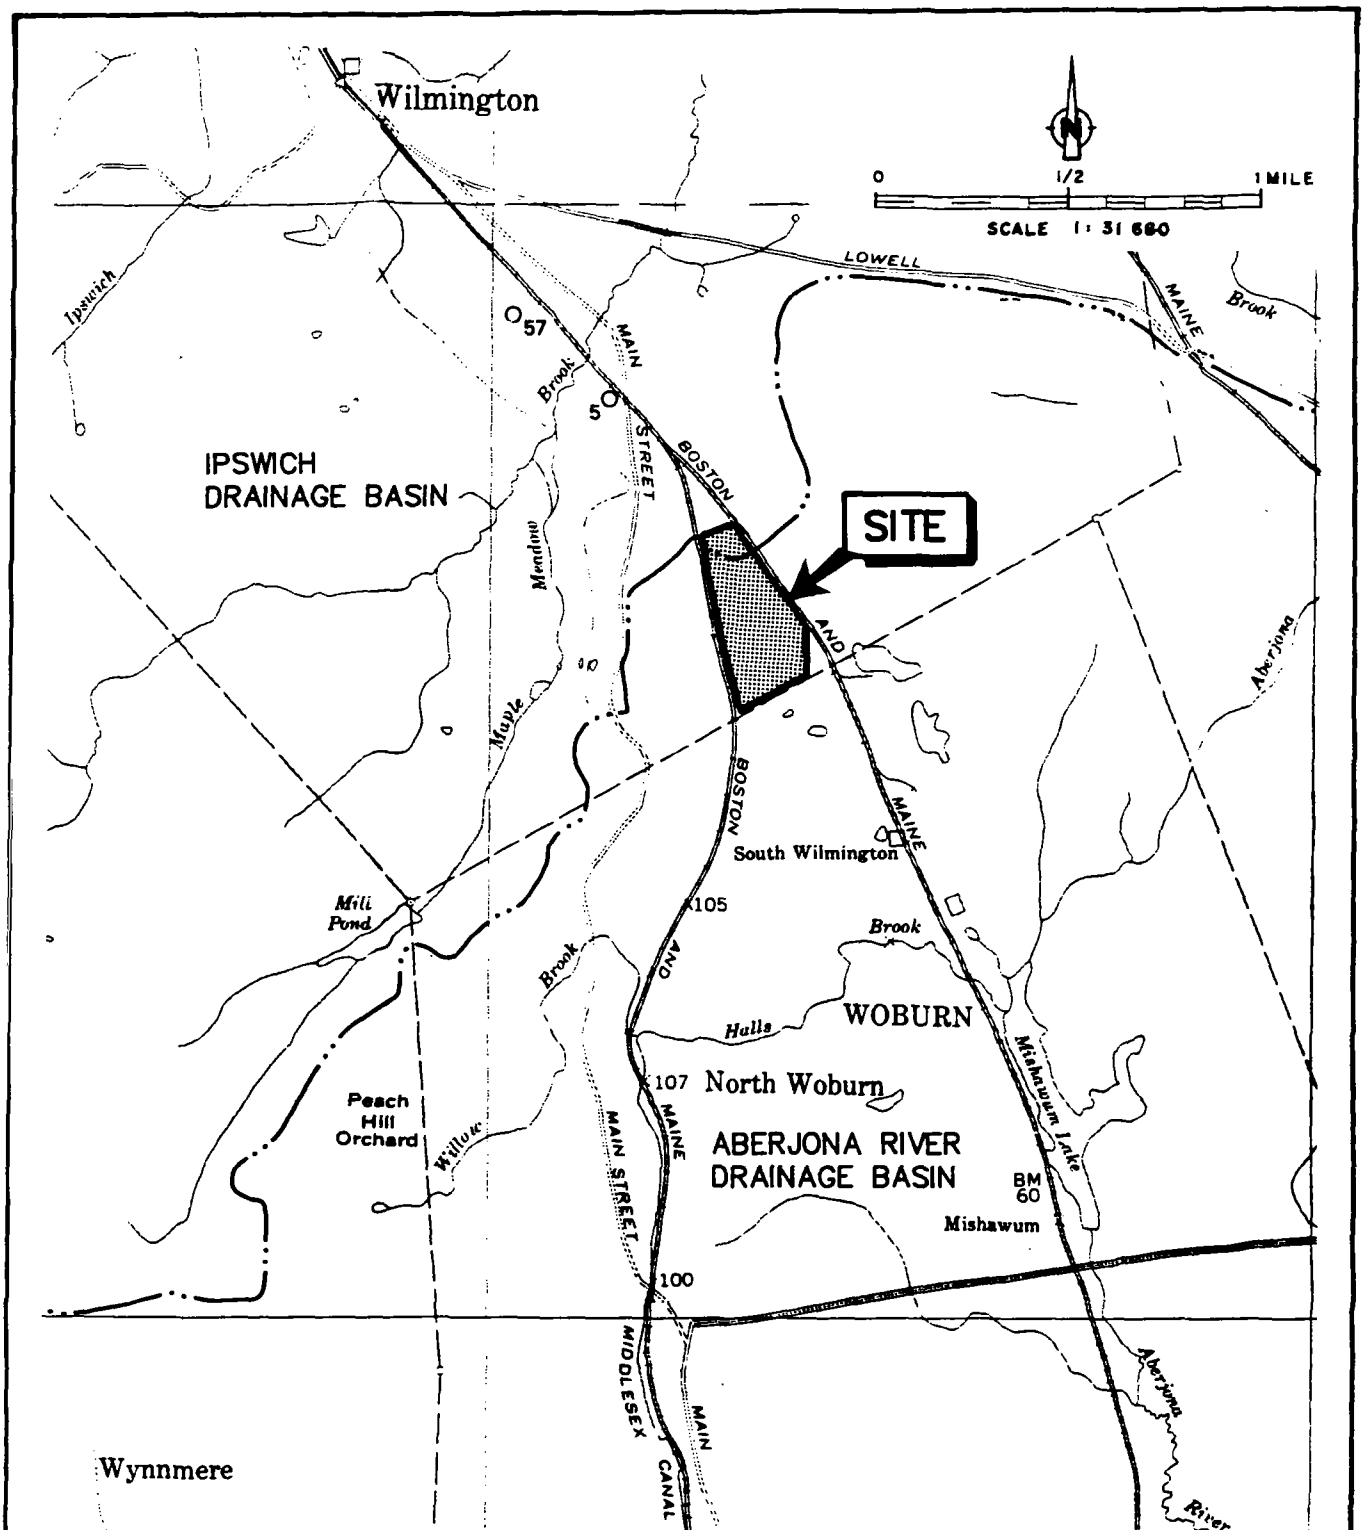 Wilmington
N
0 1/2 1 MILE
SCALE 1: 31 680
LOWELL
MAINE
Brook
Ipswich
57
MAIN
Brook
5
STREET
BOSTON
IPSWICH
DRAINAGE BASIN
SITE
Meadow
AND
Aberjona
Maple
BOSTON
MAINE
South Wilmington
Mill
Pond
105
Brook
AND
Brook
WOBURN
Halls
Mishawum Lake
107
North Woburn
Peach
Hill
Orchard
MAINE
Willow
MAIN STREET
ABERJONA RIVER
DRAINAGE BASIN
BM
60
Mishawum
100
MIDDLESEX
Aberjona
MAIN
CANAL
Wynnmere
River